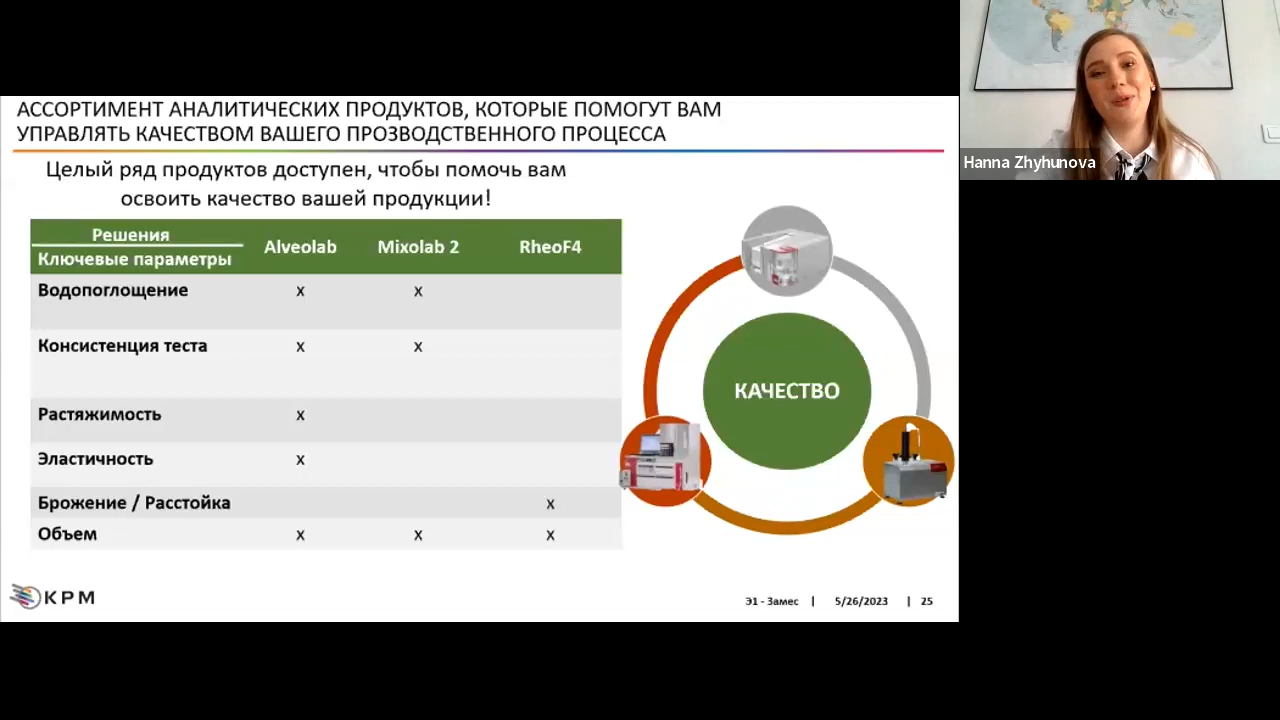 АССОРТИМЕНТ АНАЛИТИЧЕСКИХ ПРОДУКТОВ, КОТОРЫЕ ПОМОГУТ ВАМ
УПРАВЛЯТЬ КАЧЕСТВОМ ВАШЕГО ПРОЗВОДСТВЕННОГО ПРОЦЕССА
Hanna Zhyhunova
Целый ряд продуктов доступен, чтобы помочь вам
освоить качество вашей продукции!
Решения
Ключевые параметры
Alveolab Mixolab 2 RheoF4
Водопоглощение x x
Консистенция теста x x
Растяжимость x
Эластичность x
Брожение / Расстойка x
Объем x x x
КАЧЕСТВО
KPM
Э1 - Замес | 5/26/2023 | 25